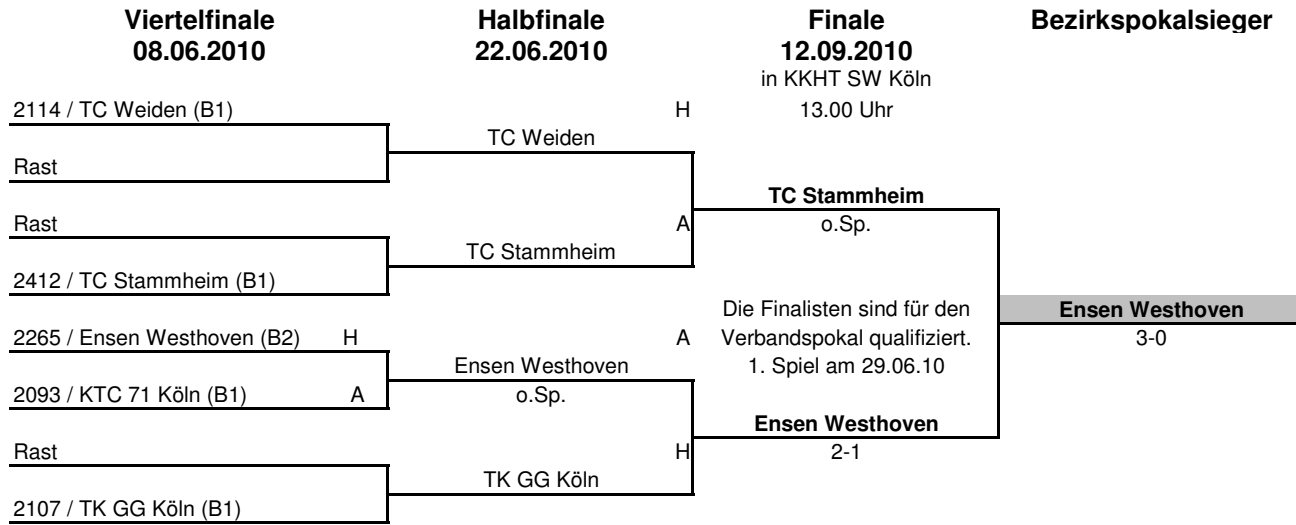 Viertelfinale
08.06.2010
Halbfinale
22.06.2010
Finale
12.09.2010
in KKHT SW Köln
13.00 Uhr
Bezirkspokalsieger
2114 / TC Weiden (B1)
H
TC Weiden
Rast
TC Stammheim
Rast
A
o.Sp.
TC Stammheim
2412 / TC Stammheim (B1)
Die Finalisten sind für den
Ensen Westhoven
2265 / Ensen Westhoven (B2) H
A
Verbandspokal qualifiziert.
3-0
Ensen Westhoven
1. Spiel am 29.06.10
2093 / KTC 71 Köln (B1) A
o.Sp.
Ensen Westhoven
Rast
H
2-1
TK GG Köln
2107 / TK GG Köln (B1)